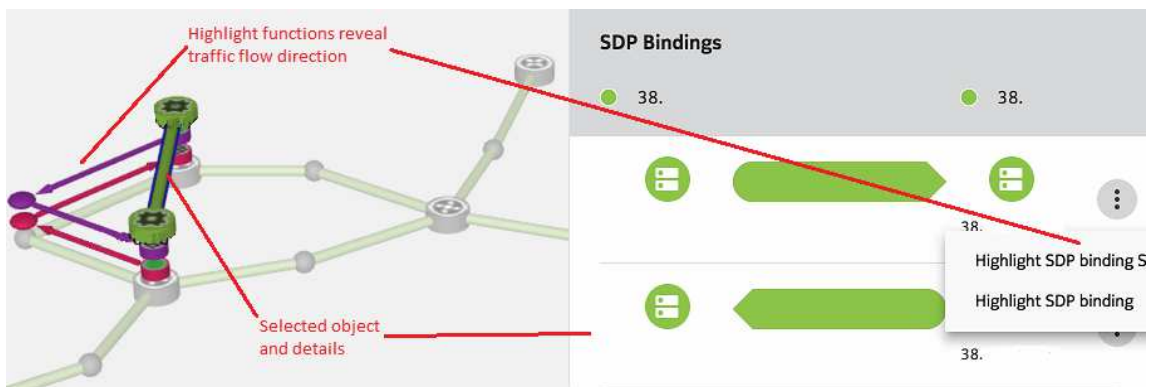 Highlight functions reveal
traffic flow direction
Selected object
and details
SDP Bindings
38.
38.
38.
Highlight SDP binding S
Highlight SDP binding
38.